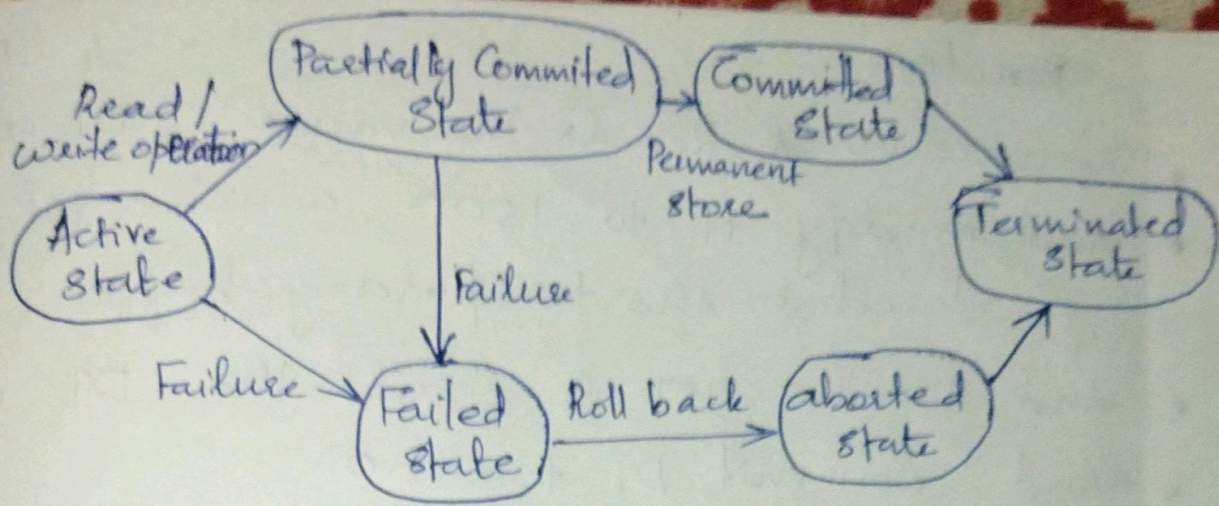 Partially Commited
State
Committed
State
Read/
write operation
Permanent
store
Active
State
Terminated
State
Failure
Failure
Failed
State
Roll back
aborted
State